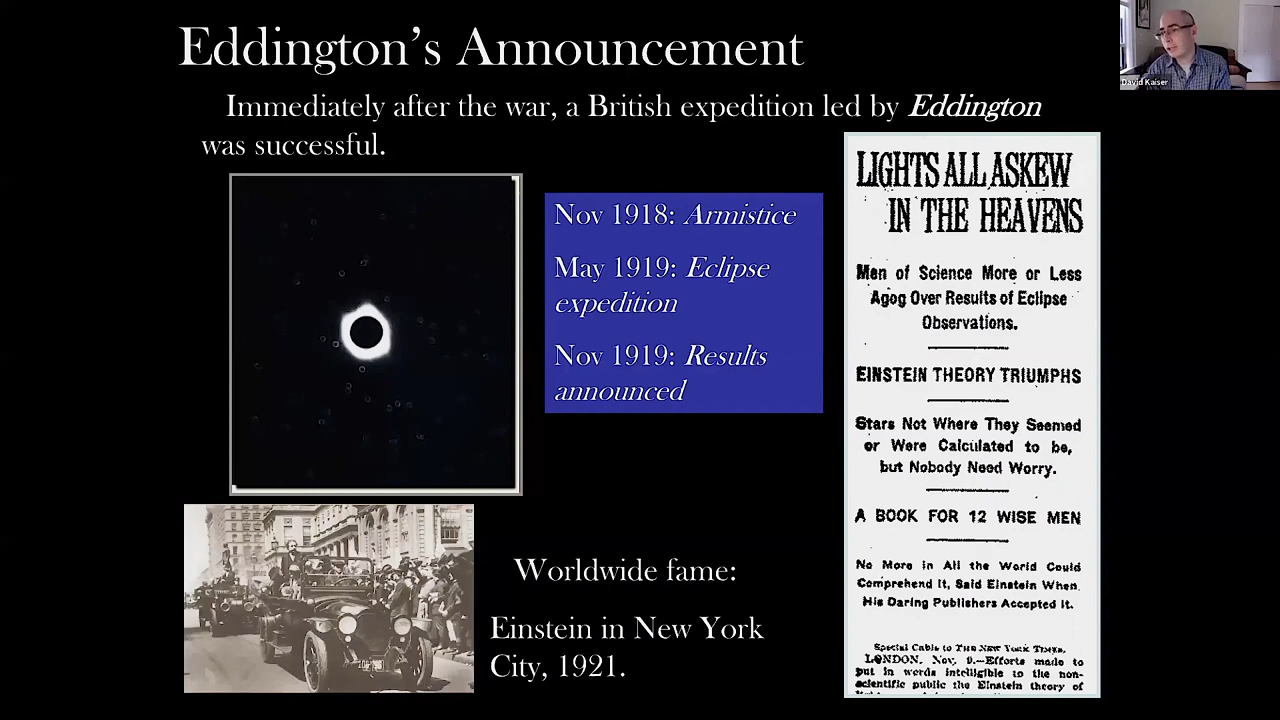 Eddington's Announcement
David Kaiser
Immediately after the war, a British expedition led by Eddington
was successful.
Nov 1918: Armistice
May 1919: Eclipse
expedition
Nov 1919: Results
announced
LIGHTS ALL ASKEW
IN THE HEAVENS
Men of Science More or Less
Agog Over Results of Eclipse
Observations.
EINSTEIN THEORY TRIUMPHS
Stars Not Where They Seemed
or Were Calculated to be,
but Nobody Need Worry.
A BOOK FOR 12 WISE MEN
No More in All the World Could
Comprehend It, Said Einstein When
His Daring Publishers Accepted It.
Special Cable to THE NEW YORK TIMES.
LONDON, Nov. 9.—Efforts made to
put in words intelligible to the non-
scientific public the Einstein theory of
Worldwide fame:
Einstein in New York
City, 1921.